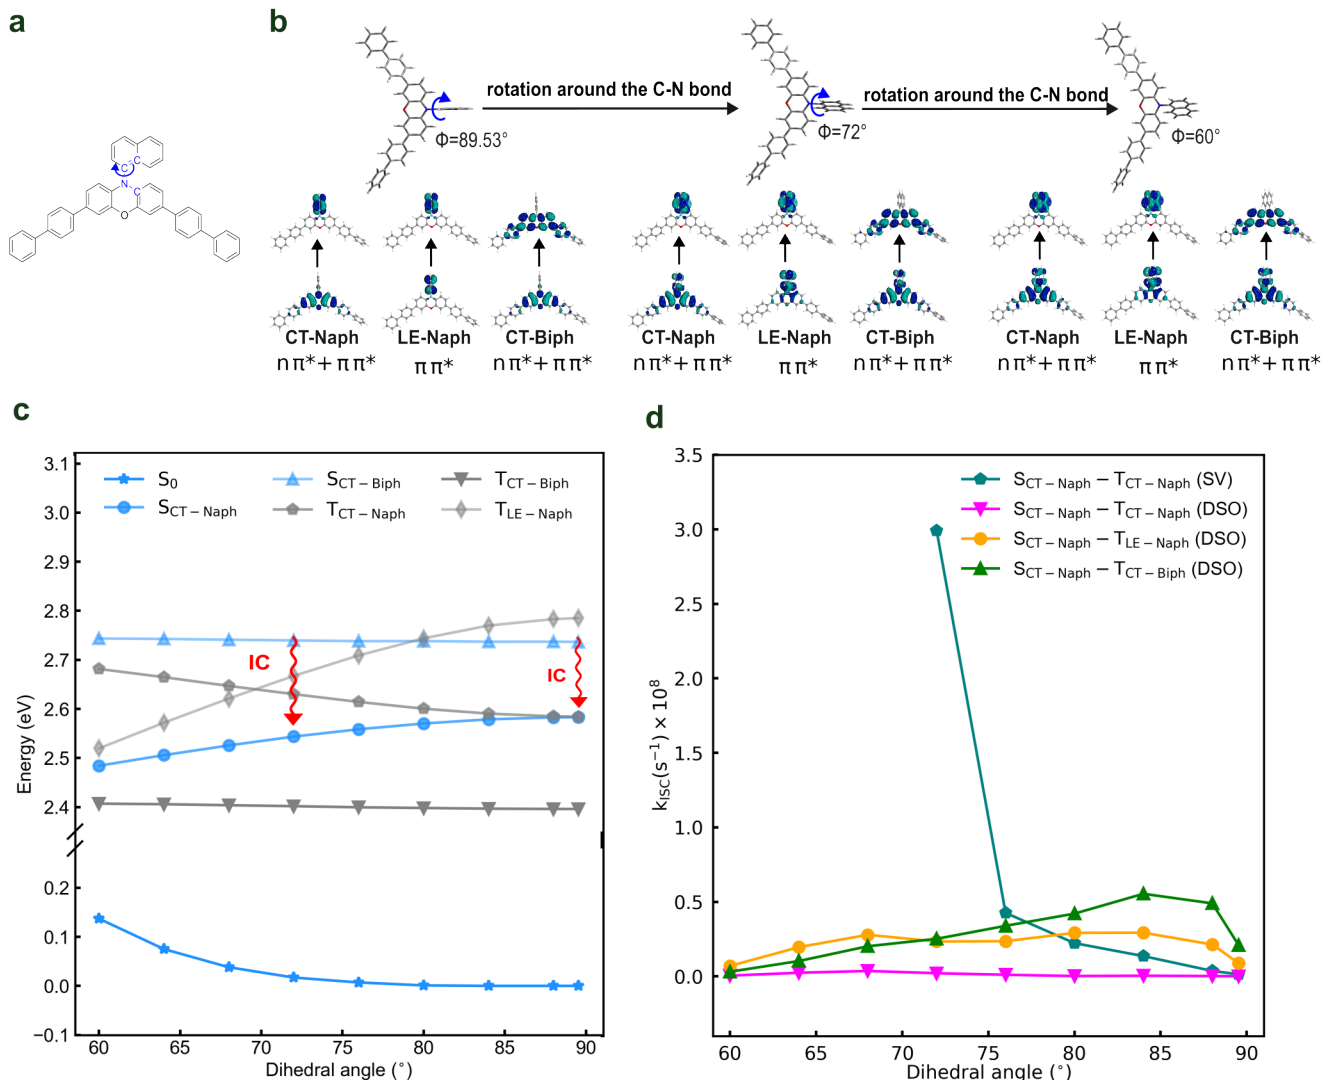 a
b
C C
N
C
O
rotation around the C-N bond
rotation around the C-N bond
Φ=89.53°
Φ=72°
Φ=60°
CT-Naph LE-Naph CT-Biph
nπ*+ππ* ππ* nπ*+ππ*
CT-Naph LE-Naph CT-Biph
nπ*+ππ* ππ* nπ*+ππ*
CT-Naph LE-Naph CT-Biph
nπ*+ππ* ππ* nπ*+ππ*
c
3.1
3.0
2.9
2.8
2.7
2.6
2.5
2.4
0.2
0.1
0.0
−0.1
Energy (eV)
S0 SCT−Biph TCT−Biph
SCT−Naph TCT−Naph TLE−Naph
IC
IC
60 65 70 75 80 85 90
Dihedral angle (°)
d
3.5
3.0
2.5
2.0
1.5
1.0
0.5
0.0
kISC(s−1) × 10⁸
SCT−Naph − TCT−Naph (SV)
SCT−Naph − TCT−Naph (DSO)
SCT−Naph − TLE−Naph (DSO)
SCT−Naph − TCT−Biph (DSO)
60 65 70 75 80 85 90
Dihedral angle (°)